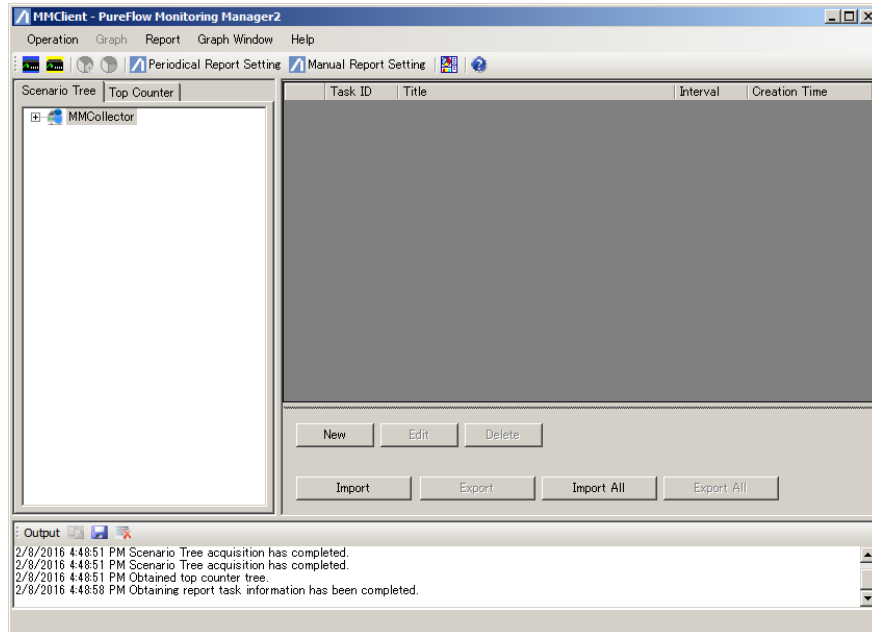 MMClient - PureFlow Monitoring Manager2
Operation Graph Report Graph Window Help
Periodical Report Setting Manual Report Setting
Scenario Tree Top Counter
Task ID Title Interval Creation Time
MMCollector
New Edit Delete
Import Export Import All Export All
Output
2/8/2016 4:48:51 PM Scenario Tree acquisition has completed.
2/8/2016 4:48:51 PM Scenario Tree acquisition has completed.
2/8/2016 4:48:51 PM Obtained top counter tree.
2/8/2016 4:48:58 PM Obtaining report task information has been completed.